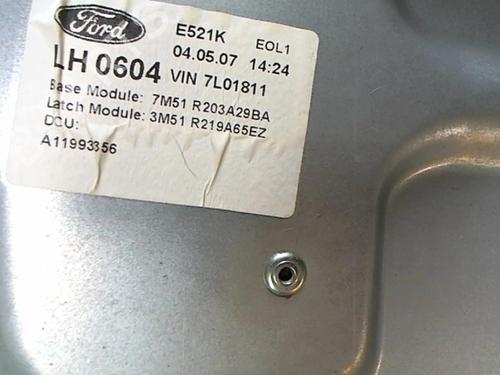 Ford
E521K EOL1
04.05.07 14:24
LH 0604 VIN 7L01811
Base Module: 7M51 R203A29BA
Latch Module: 3M51 R219A65EZ
DCU:
A11993356